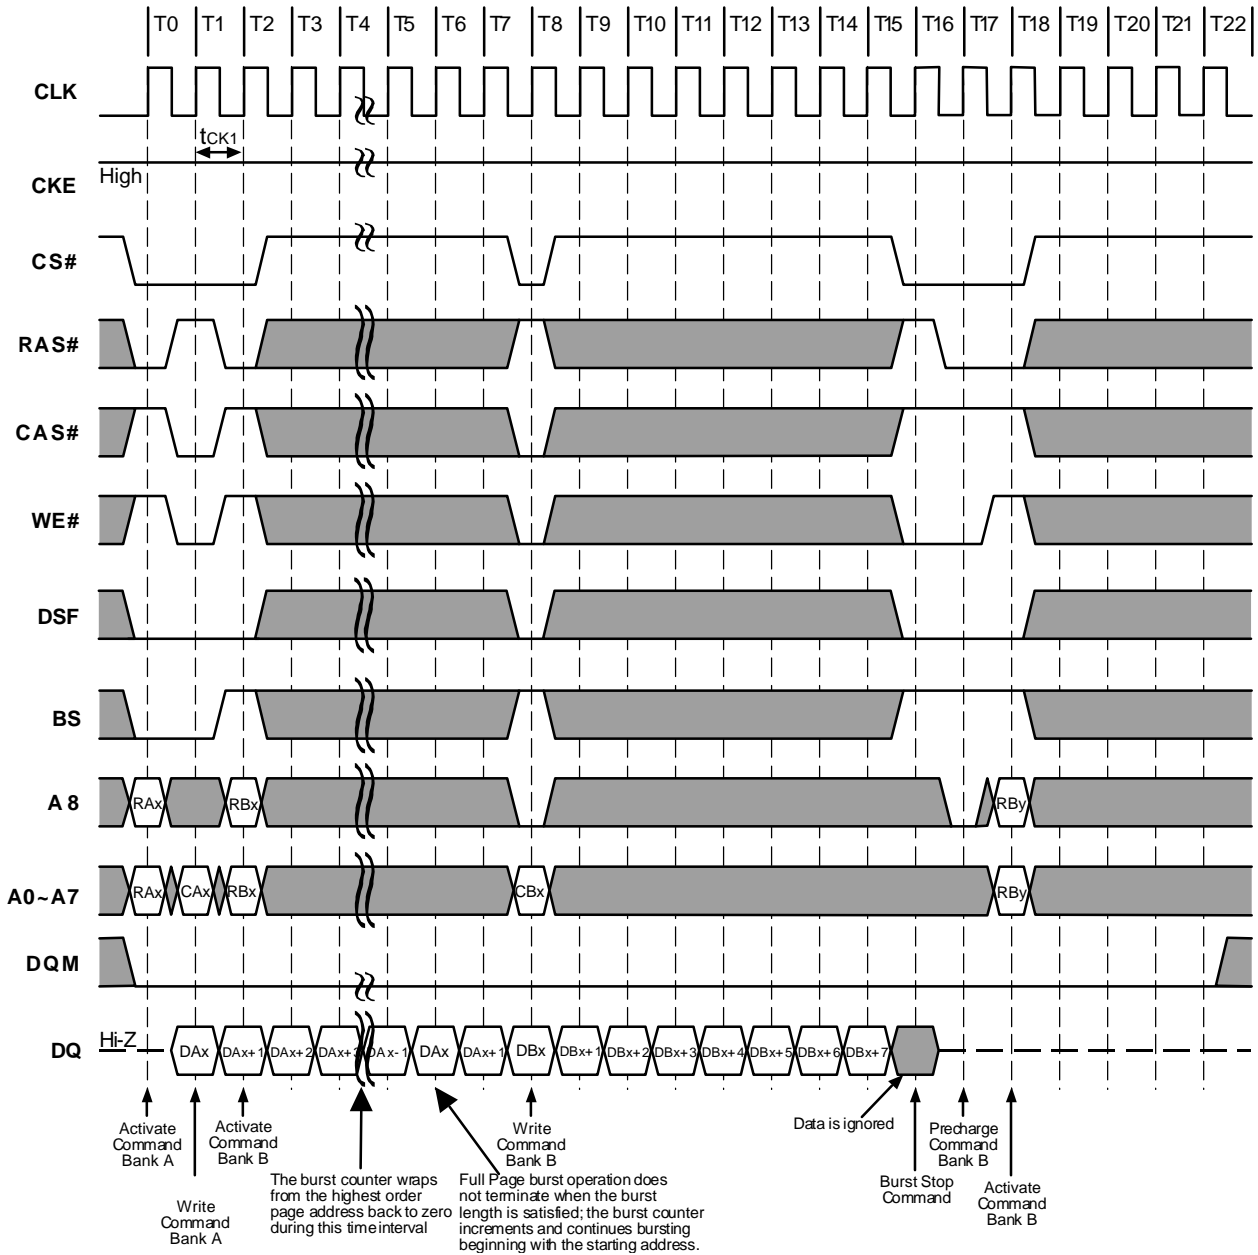 T0 T1 T2 T3 T4 T5 T6 T7 T8 T9 T10 T11 T12 T13 T14 T15 T16 T17 T18 T19 T20 T21 T22
CLK
tCK1
High
CKE
CS#
RAS#
CAS#
WE#
DSF
BS
A8
RAx RBx RBy
A0~A7
RAx CAx RBx CBx RBy
DQM
DQ
Hi-Z
DAx DAx+1 DAx+2 DAx+3 DAx-1 DAx DAx+1 DBx DBx+1 DBx+2 DBx+3 DBx+4 DBx+5 DBx+6 DBx+7
Activate
Command
Bank A
Write
Command
Bank A
Activate
Command
Bank B
The burst counter wraps
from the highest order
page address back to zero
during this time interval
Full Page burst operation does
not terminate when the burst
length is satisfied; the burst counter
increments and continues bursting
beginning with the starting address.
Write
Command
Bank B
Data is ignored
Burst Stop
Command
Precharge
Command
Bank B
Activate
Command
Bank B